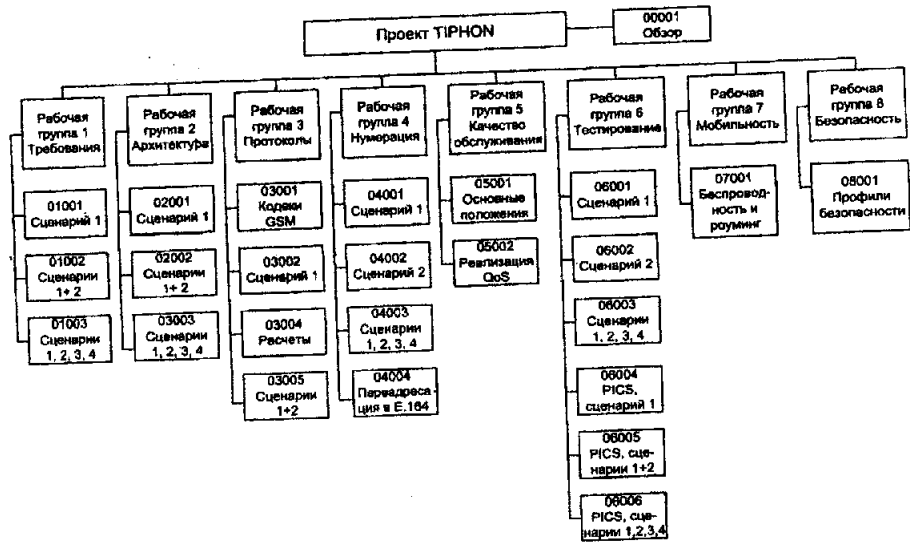 Проект TIPHON
00001
Обзор
Рабочая
группа 1
Требования
01001
Сценарий 1
01002
Сценарии
1+ 2
01003
Сценарии
1, 2, 3, 4
Рабочая
группа 2
Архитектура
02001
Сценарий 1
02002
Сценарии
1+ 2
03003
Сценарии
1, 2, 3, 4
Рабочая
группа 3
Протоколы
03001
Кодеки
GSM
03002
Сценарий 1
03004
Расчеты
03005
Сценарии
1+2
Рабочая
группа 4
Нумерация
04001
Сценарий 1
04002
Сценарий 2
04003
Сценарии
1, 2, 3, 4
04004
Переадреса
ция в E.164
Рабочая
группа 5
Качество
обслуживания
05001
Основные
положения
05002
Реализация
QoS
Рабочая
группа 6
Тестирование
06001
Сценарий 1
06002
Сценарий 2
06003
Сценарии
1, 2, 3, 4
06004
PICS,
сценарий 1
06005
PICS, сце-
нарии 1+2
06006
PICS, сце-
нарии 1,2,3,4
Рабочая
группа 7
Мобильность
07001
Беспровод-
ность и
роуминг
Рабочая
группа 8
Безопасность
08001
Профили
безопасности